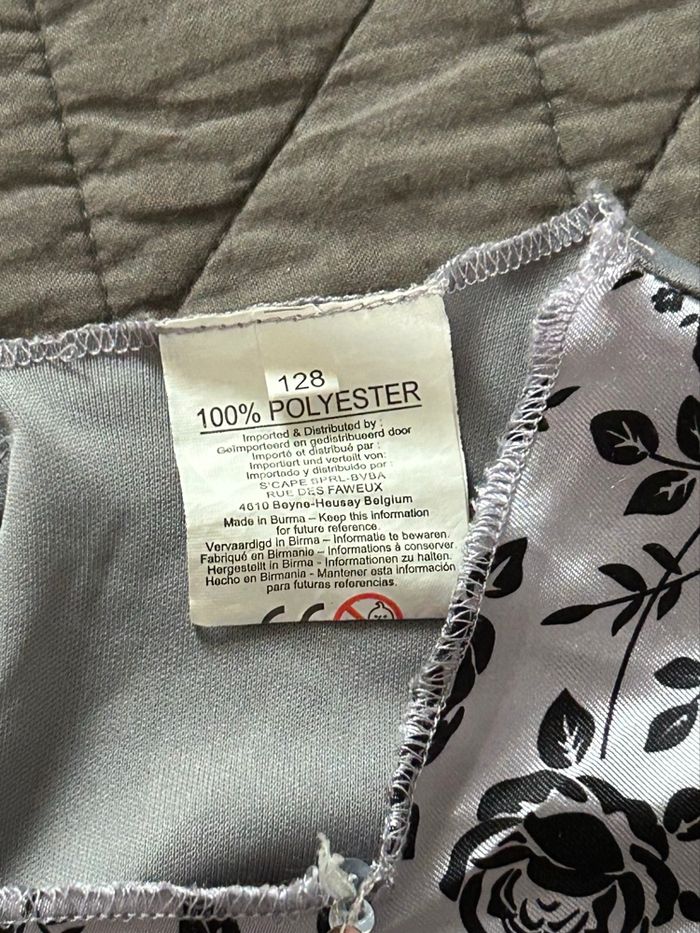 128
100% POLYESTER
Imported & Distributed by :
Geïmporteerd en gedistribueerd door
Importé et distribué par :
Importiert und verteilt von:
Importado y distribuido por :
S'CAPE SPRL-BVBA
RUE DES FAWEUX
4610 Beyne-Heusay Belgium
Made in Burma – Keep this information
for future reference.
Vervaardigd in Birma – Informatie te bewaren.
Fabriqué en Birmanie – Informations à conserver.
Hergestellt in Birma - Informationen zu halten.
Hecho en Birmania - Mantener esta información
para futuras referencias.
CE